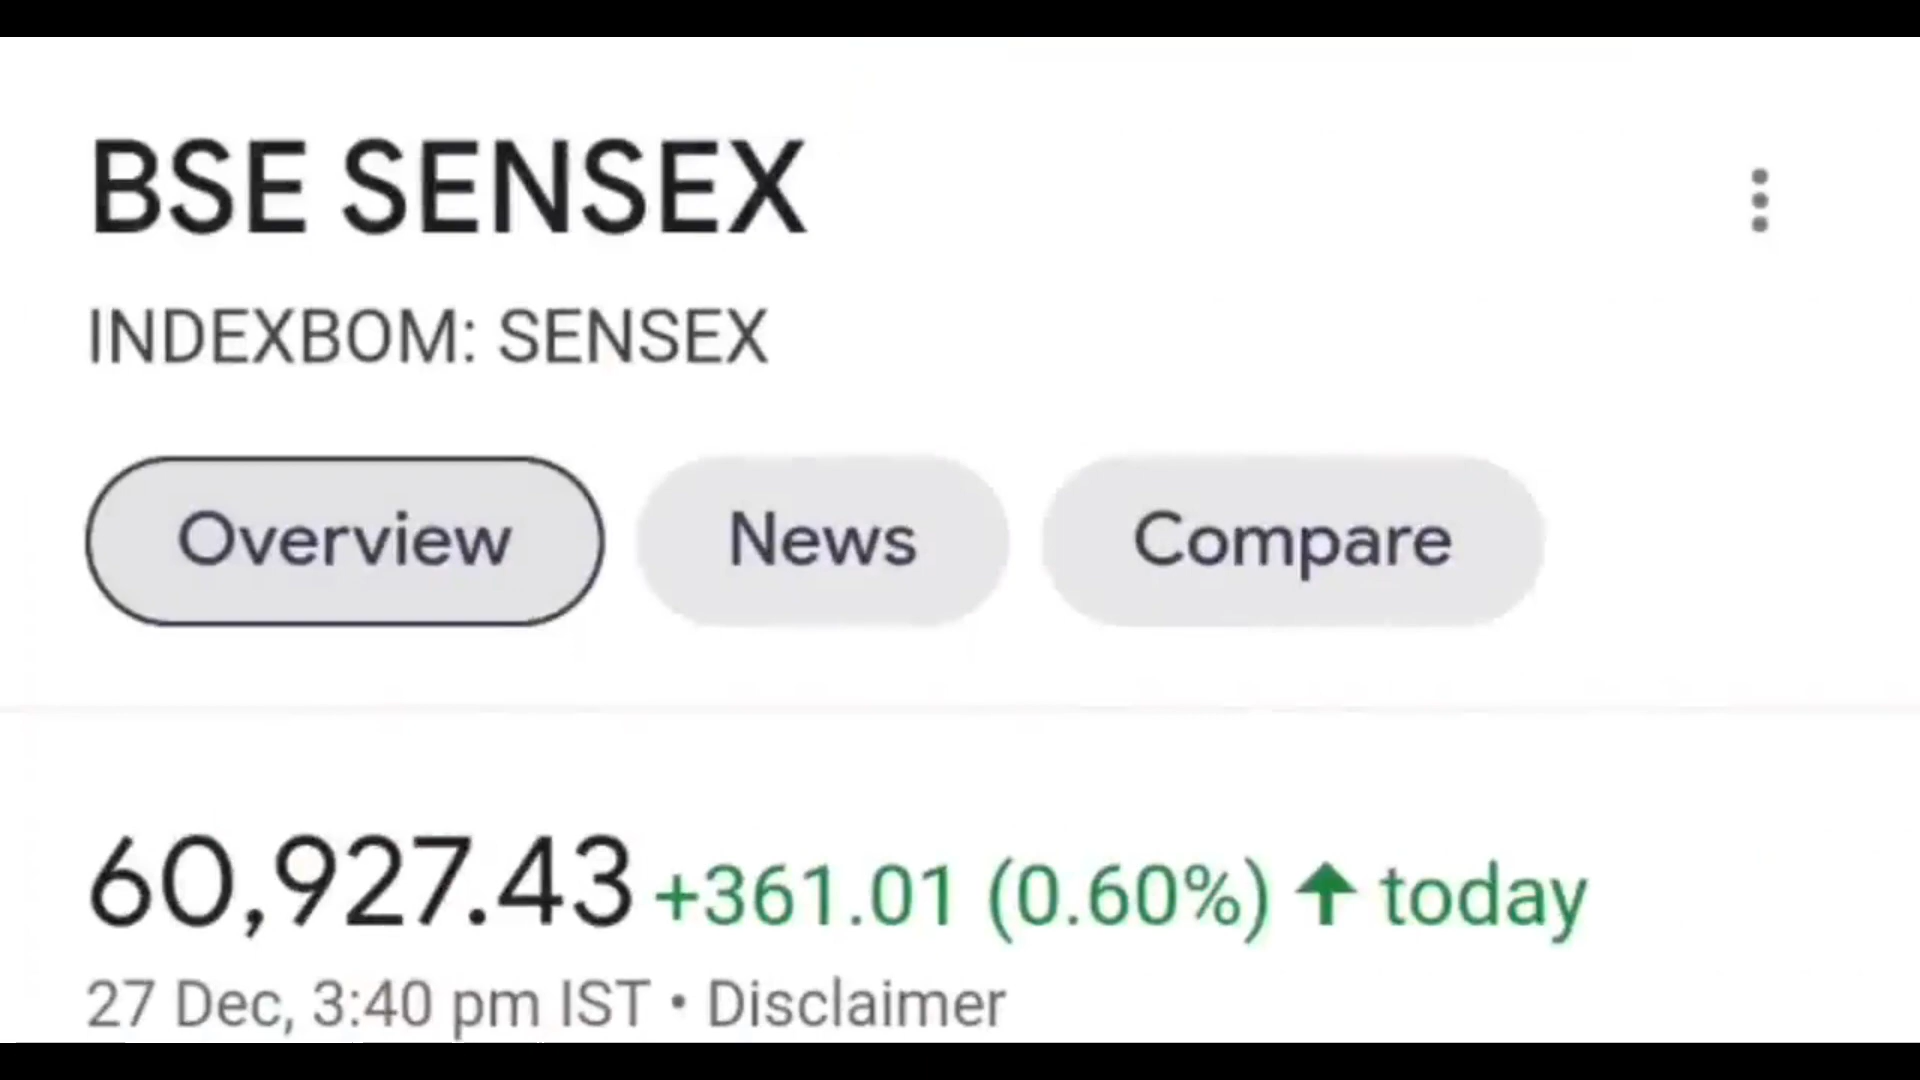 BSE SENSEX
INDEXBOM: SENSEX
Overview News Compare
60,927.43 +361.01 (0.60%) ↑ today
27 Dec, 3:40 pm IST • Disclaimer